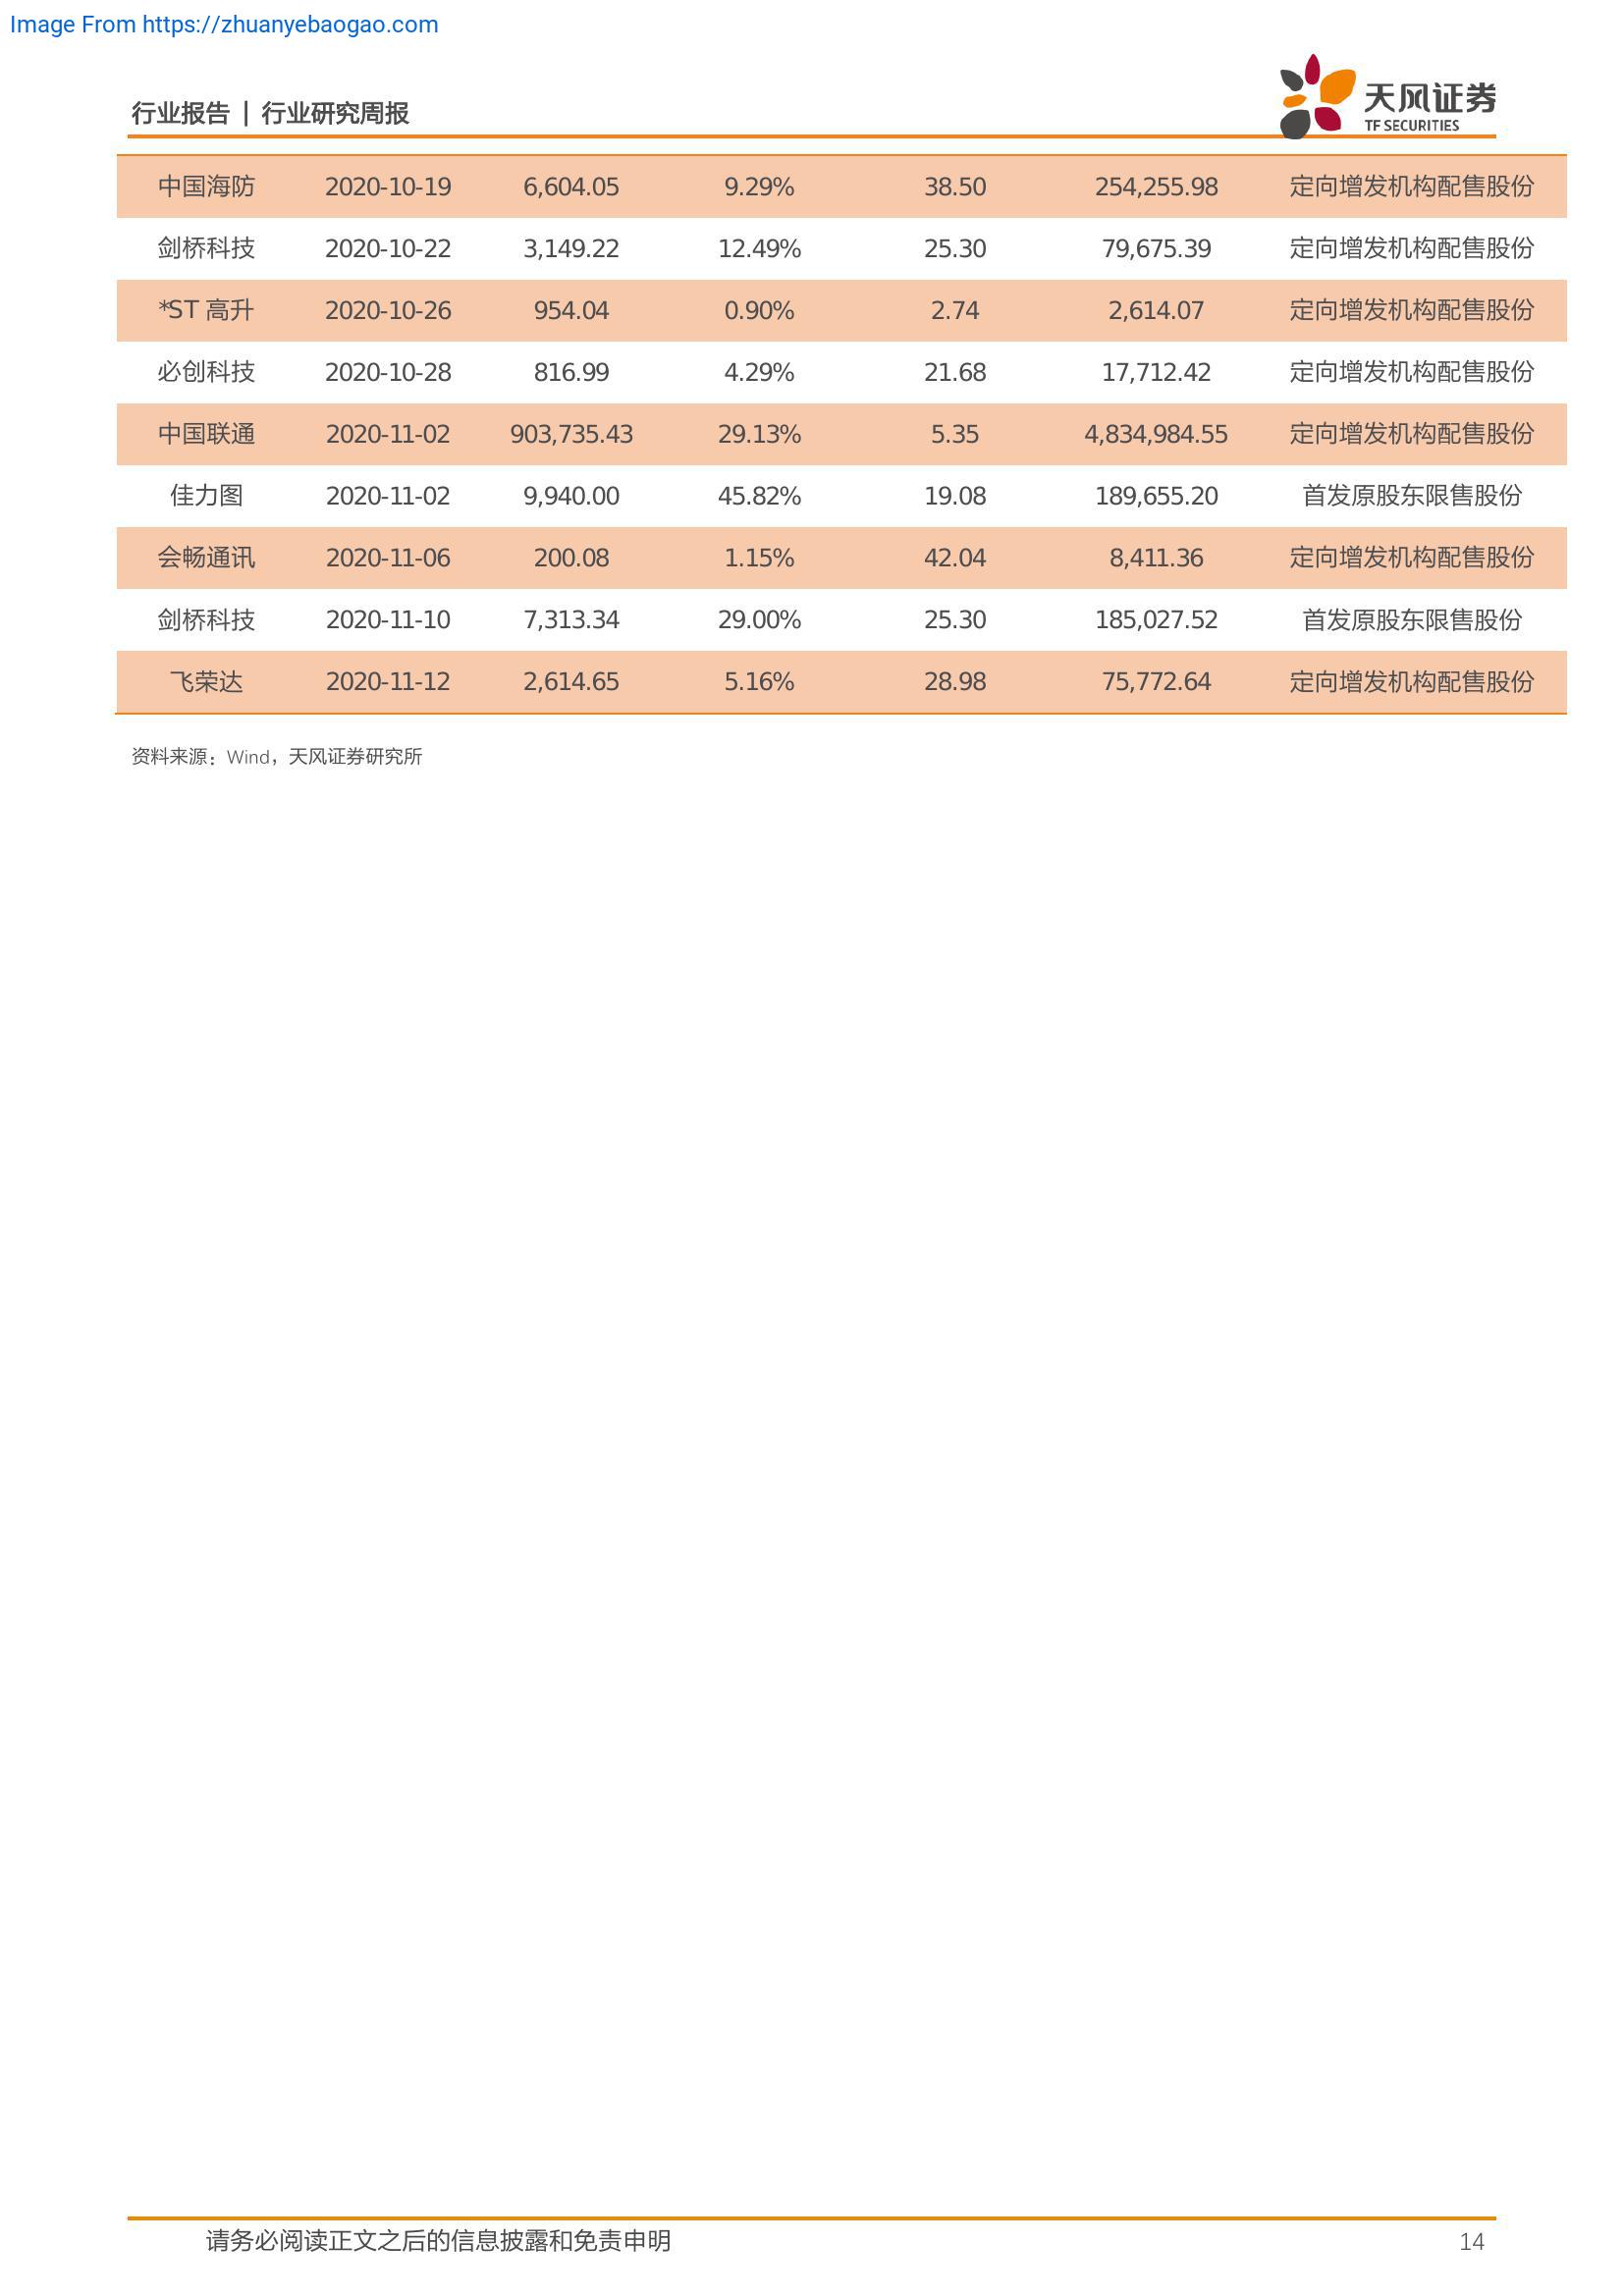 Image From https://zhuanyebaogao.com
行业报告 | 行业研究周报
天风证券
TF SECURITIES
中国海防 2020-10-19 6,604.05 9.29% 38.50 254,255.98 定向增发机构配售股份
剑桥科技 2020-10-22 3,149.22 12.49% 25.30 79,675.39 定向增发机构配售股份
*ST 高升 2020-10-26 954.04 0.90% 2.74 2,614.07 定向增发机构配售股份
必创科技 2020-10-28 816.99 4.29% 21.68 17,712.42 定向增发机构配售股份
中国联通 2020-11-02 903,735.43 29.13% 5.35 4,834,984.55 定向增发机构配售股份
佳力图 2020-11-02 9,940.00 45.82% 19.08 189,655.20 首发原股东限售股份
会畅通讯 2020-11-06 200.08 1.15% 42.04 8,411.36 定向增发机构配售股份
剑桥科技 2020-11-10 7,313.34 29.00% 25.30 185,027.52 首发原股东限售股份
飞荣达 2020-11-12 2,614.65 5.16% 28.98 75,772.64 定向增发机构配售股份
资料来源：Wind，天风证券研究所
请务必阅读正文之后的信息披露和免责申明 14